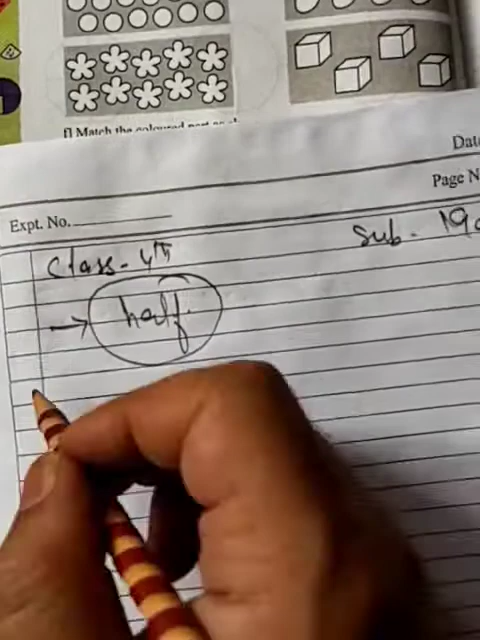 f) Match the coloured part
Date
Page N
Expt. No.
Sub-
Class-4th
→ half.